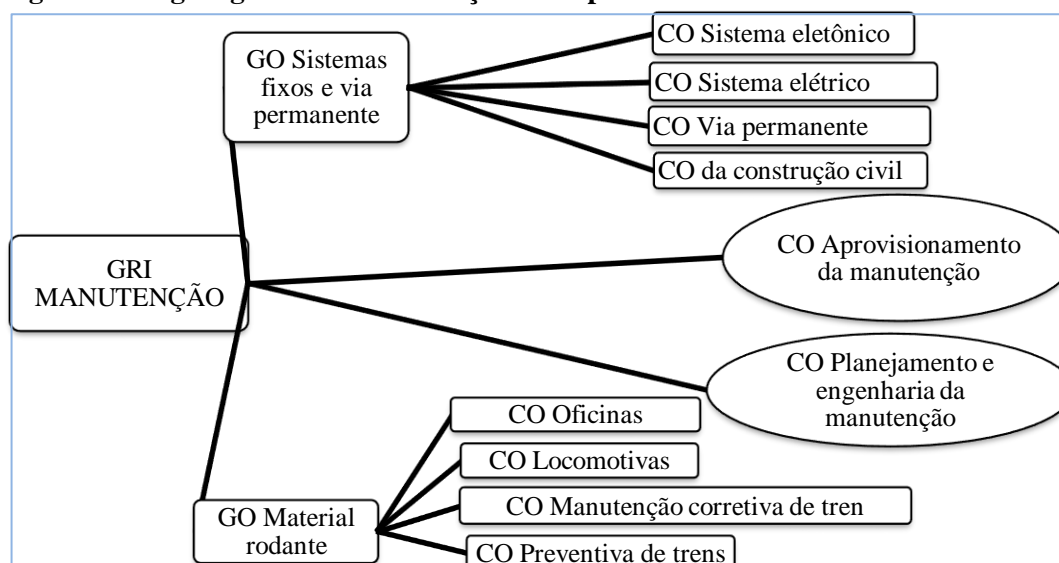 GO Sistemas
fixos e via
permanente
CO Sistema eletônico
CO Sistema elétrico
CO Via permanente
CO da construção civil
GRI
MANUTENÇÃO
CO Aprovisionamento
da manutenção
CO Planejamento e
engenharia da
manutenção
GO Material
rodante
CO Oficinas
CO Locomotivas
CO Manutenção corretiva de tren
CO Preventiva de trens